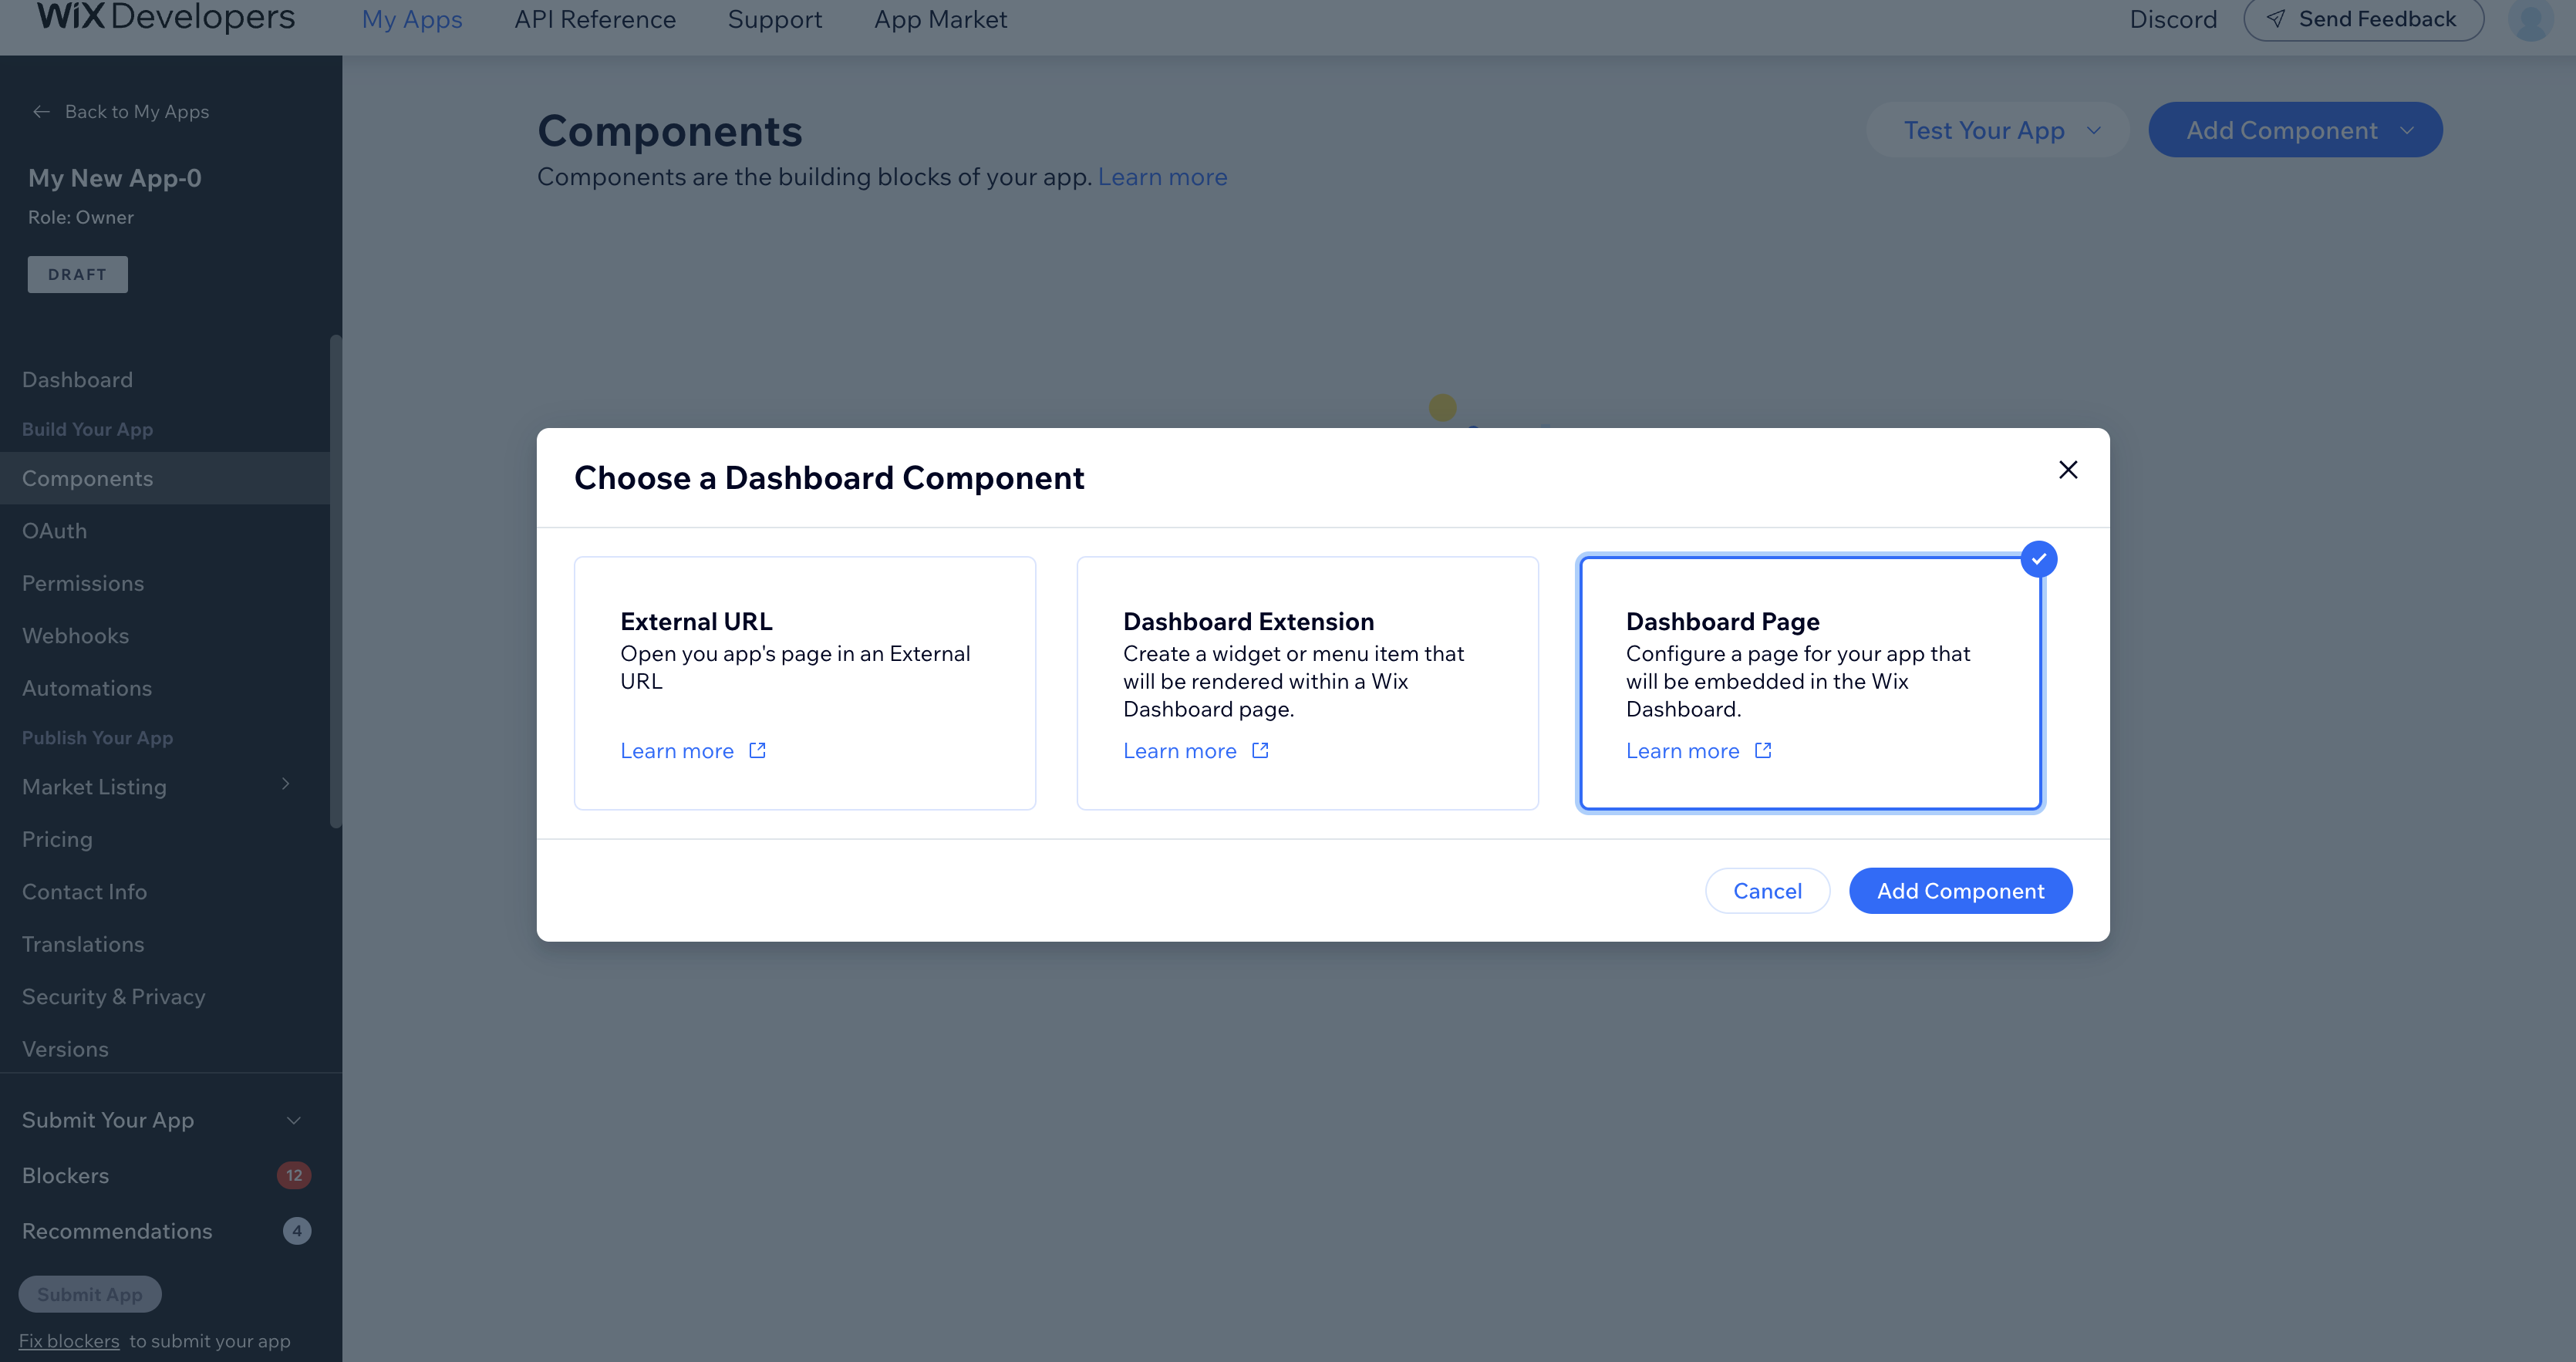 WiX Developers
My Apps
API Reference
Support
App Market
Discord
Send Feedback
Back to My Apps
My New App-0
Role: Owner
DRAFT
Dashboard
Build Your App
Components
OAuth
Permissions
Webhooks
Automations
Publish Your App
Market Listing
Pricing
Contact Info
Translations
Security & Privacy
Versions
Submit Your App
Blockers
12
Recommendations
4
Submit App
Fix blockers to submit your app
Components
Components are the building blocks of your app. Learn more
Test Your App
Add Component
Choose a Dashboard Component
External URL
Open you app's page in an External
URL
Learn more
Dashboard Extension
Create a widget or menu item that
will be rendered within a Wix
Dashboard page.
Learn more
Dashboard Page
Configure a page for your app that
will be embedded in the Wix
Dashboard.
Learn more
Cancel
Add Component